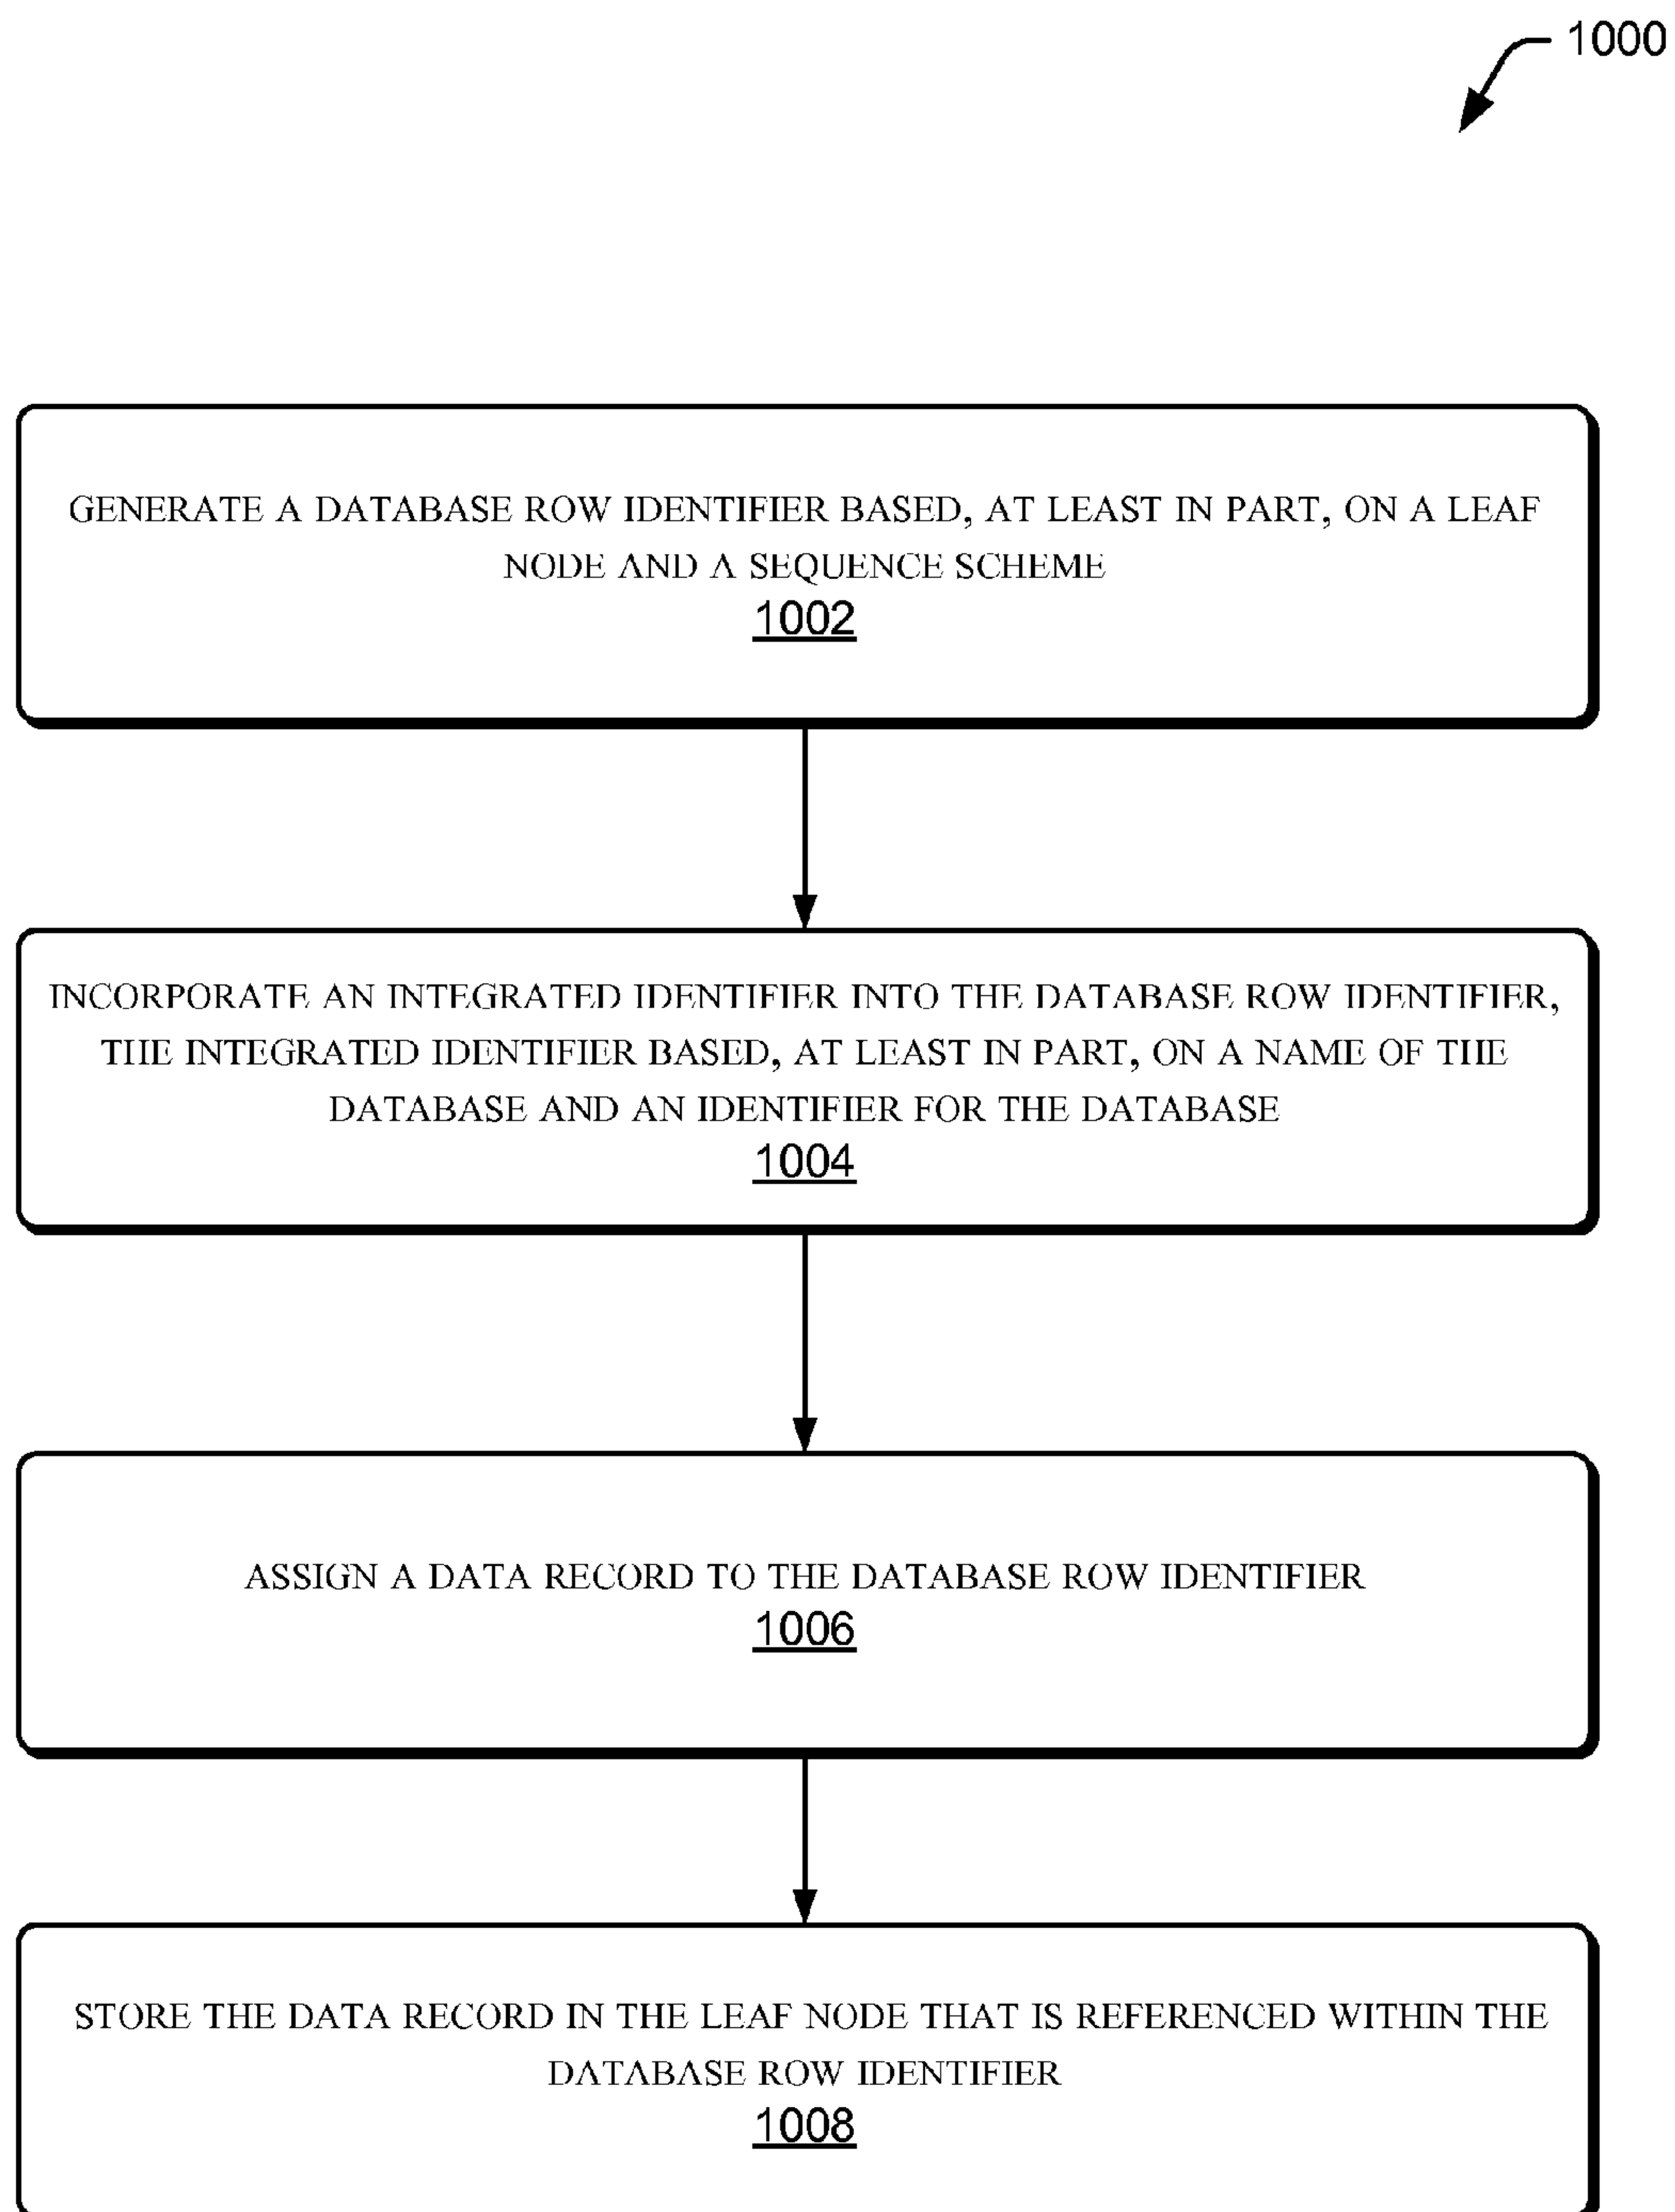 1000
GENERATE A DATABASE ROW IDENTIFIER BASED, AT LEAST IN PART, ON A LEAF
NODE AND A SEQUENCE SCHEME
1002
INCORPORATE AN INTEGRATED IDENTIFIER INTO THE DATABASE ROW IDENTIFIER,
THE INTEGRATED IDENTIFIER BASED, AT LEAST IN PART, ON A NAME OF THE
DATABASE AND AN IDENTIFIER FOR THE DATABASE
1004
ASSIGN A DATA RECORD TO THE DATABASE ROW IDENTIFIER
1006
STORE THE DATA RECORD IN THE LEAF NODE THAT IS REFERENCED WITHIN THE
DATABASE ROW IDENTIFIER
1008